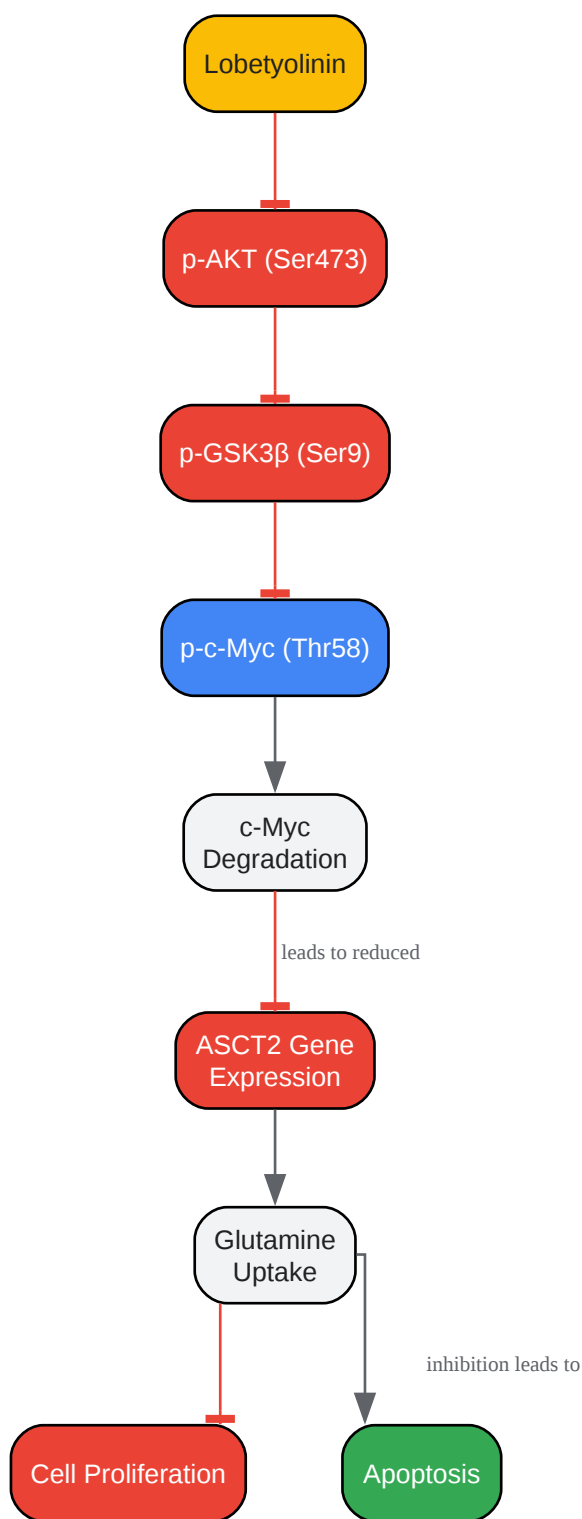 Lobetyolinin
p-AKT (Ser473)
p-GSK3β (Ser9)
p-c-Myc (Thr58)
c-Myc
Degradation
leads to reduced
ASCT2 Gene
Expression
Glutamine
Uptake
inhibition leads to
Cell Proliferation
Apoptosis